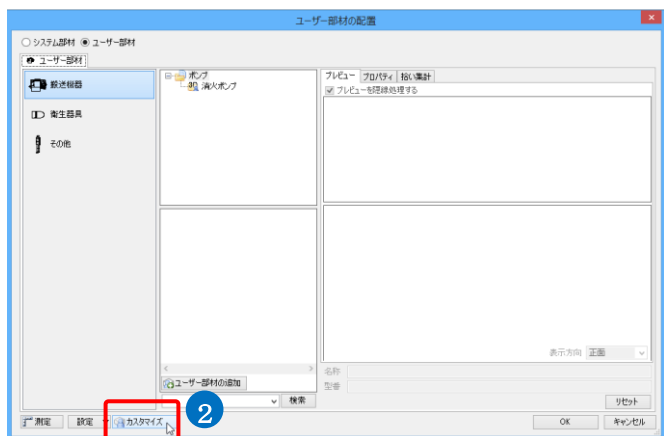 ユーザー部材の配置
システム部材 ユーザー部材
ユーザー部材
搬送機器
衛生器具
その他
ポンプ
消火ポンプ
プレビュー プロパティ 拾い集計
プレビューを隠線処理する
表示方向 正面
ユーザー部材の追加
名称
型番
検索
リセット
測定 設定 カスタマイズ
2
OK キャンセル